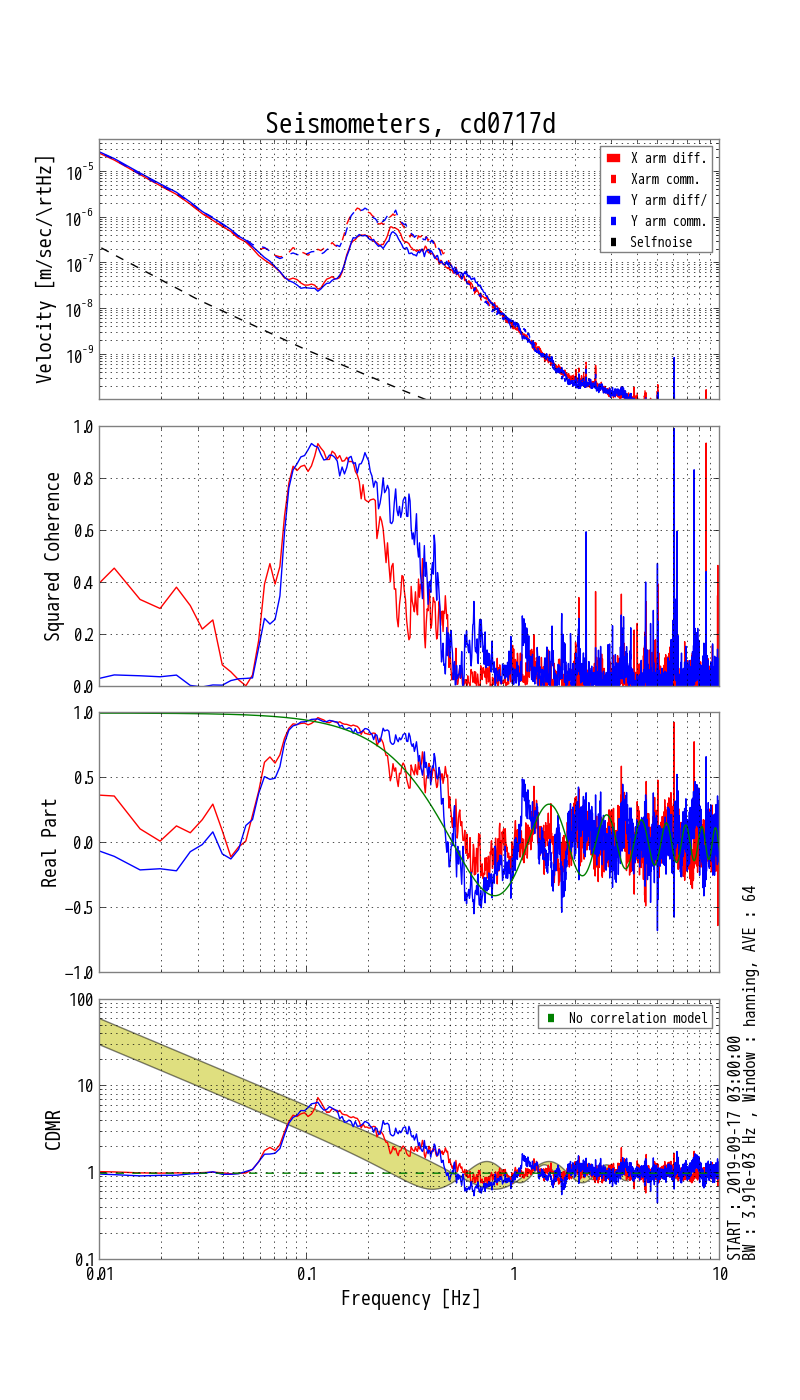 Seismometers, cd0717d
Velocity [m/sec/\rtHz]
10^-5
10^-6
10^-7
10^-8
10^-9
X arm diff.
Xarm comm.
Y arm diff/
Y arm comm.
Selfnoise
Squared Coherence
1.0
0.8
0.6
0.4
0.2
0.0
Real Part
1.0
0.5
0.0
−0.5
−1.0
CDMR
100
10
1
0.1
No correlation model
0.01
0.1
1
10
Frequency [Hz]
START : 2019-09-17 03:00:00
BW : 3.91e-03 Hz , Window : hanning, AVE : 64